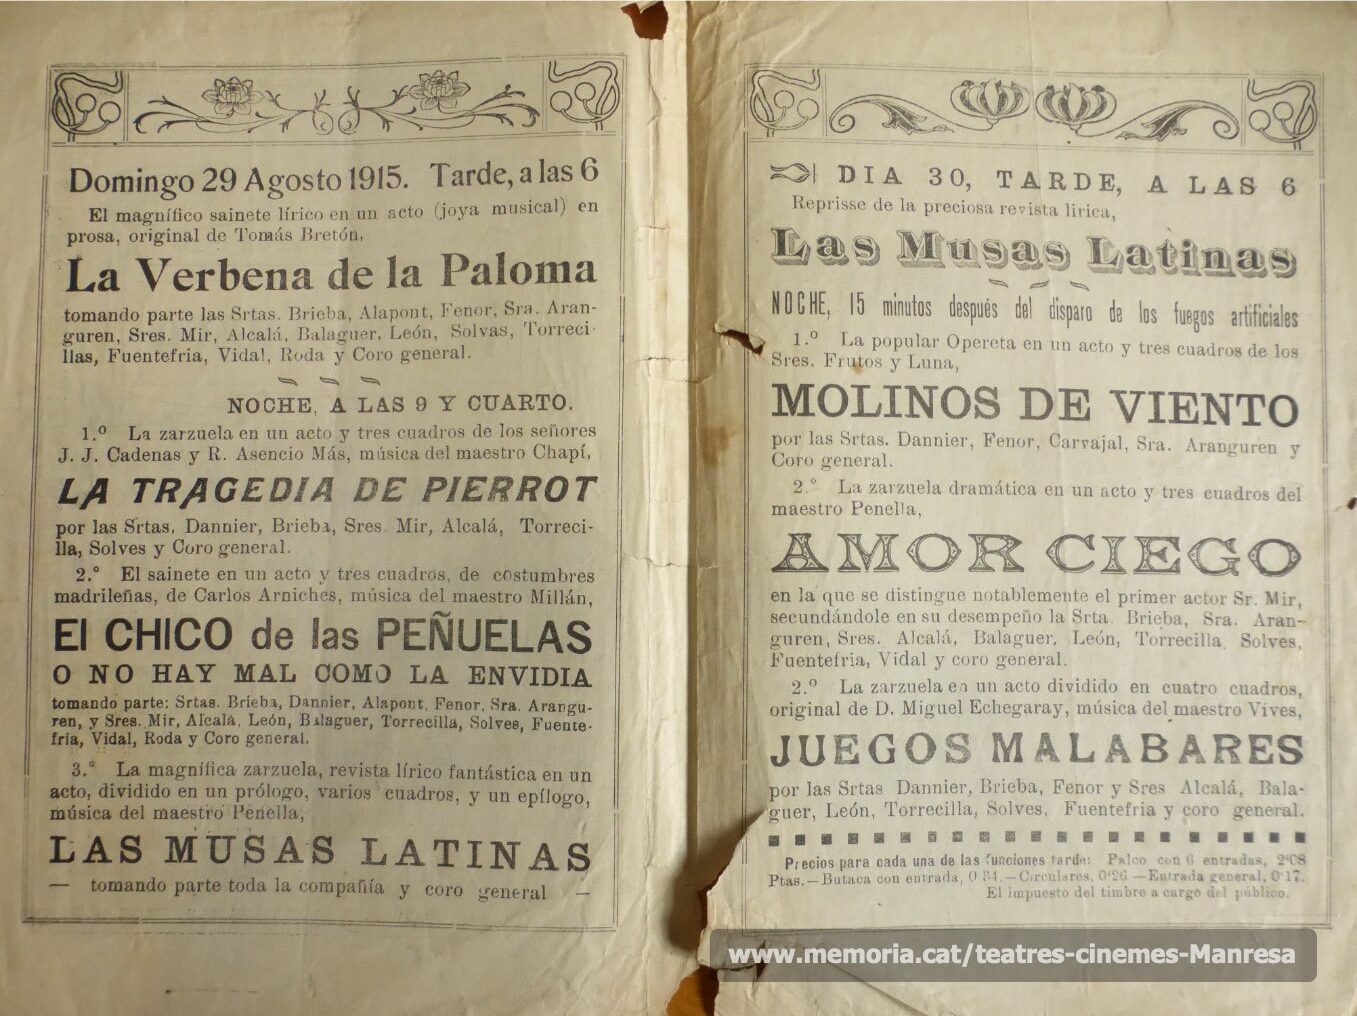 Domingo 29 Agosto 1915. Tarde, a las 6
El magnífico sainete lírico en un acto (joya musical) en
prosa, original de Tomás Bretón,
La Verbena de la Paloma
tomando parte las Srtas. Brieba, Alapont, Fenor, Sra. Aran-
guren, Sres. Mir, Alcalá, Balaguer, León, Solvas, Torreci-
llas, Fuentefria, Vidal, Roda y Coro general.
NOCHE, A LAS 9 Y CUARTO.
1.º La zarzuela en un acto y tres cuadros de los señores
J. J. Cadenas y R. Asencio Más, música del maestro Chapí,
LA TRAGEDIA DE PIERROT
por las Srtas. Dannier, Brieba, Sres. Mir, Alcalá, Torreci-
lla, Solves y Coro general.
2.º El sainete en un acto y tres cuadros, de costumbres
madrileñas, de Carlos Arniches, música del maestro Millán,
El CHICO de las PEÑUELAS
O NO HAY MAL COMO LA ENVIDIA
tomando parte: Srtas. Brieba, Dannier, Alapont, Fenor, Sra. Arangu-
ren, y Sres. Mir, Alcalá, León, Balaguer, Torrecilla, Solves, Fuente-
fría, Vidal, Roda y Coro general.
3.º La magnífica zarzuela, revista lírico fantástica en un
acto, dividido en un prólogo, varios cuadros, y un epílogo,
música del maestro Penella,
LAS MUSAS LATINAS
— tomando parte toda la compañía y coro general —
DIA 30, TARDE, A LAS 6
Reprisse de la preciosa revista lirica,
Las Musas Latinas
NOCHE, 15 minutos después del disparo de los fuegos artificiales
1.º La popular Opereta en un acto y tres cuadros de los
Sres. Frutos y Luna,
MOLINOS DE VIENTO
por las Srtas. Dannier, Fenor, Carvajal, Sra. Aranguren y
Coro general.
2.º La zarzuela dramática en un acto y tres cuadros del
maestro Penella,
AMOR CIEGO
en la que se distingue notablemente el primer actor Sr. Mir,
secundándole en su desempeño la Srta. Brieba, Sra. Aran-
guren, Sres. Alcalá, Balaguer, León, Torrecilla, Solves,
Fuentefria, Vidal y coro general.
2.º La zarzuela en un acto dividido en cuatro cuadros,
original de D. Miguel Echegaray, música del maestro Vives,
JUEGOS MALABARES
por las Srtas Dannier, Brieba, Fenor y Sres Alcalá, Bala-
guer, León, Torrecilla, Solves, Fuentefria y coro general.
Precios para cada una de las funciones tarde: Palco con 6 entradas, 2'08
Ptas.—Butaca con entrada, 0 84.—Circulares, 0'26 —Entrada general, 0'17.
El impuesto del timbre a cargo del público.
www.memoria.cat/teatres-cinemes-Manresa